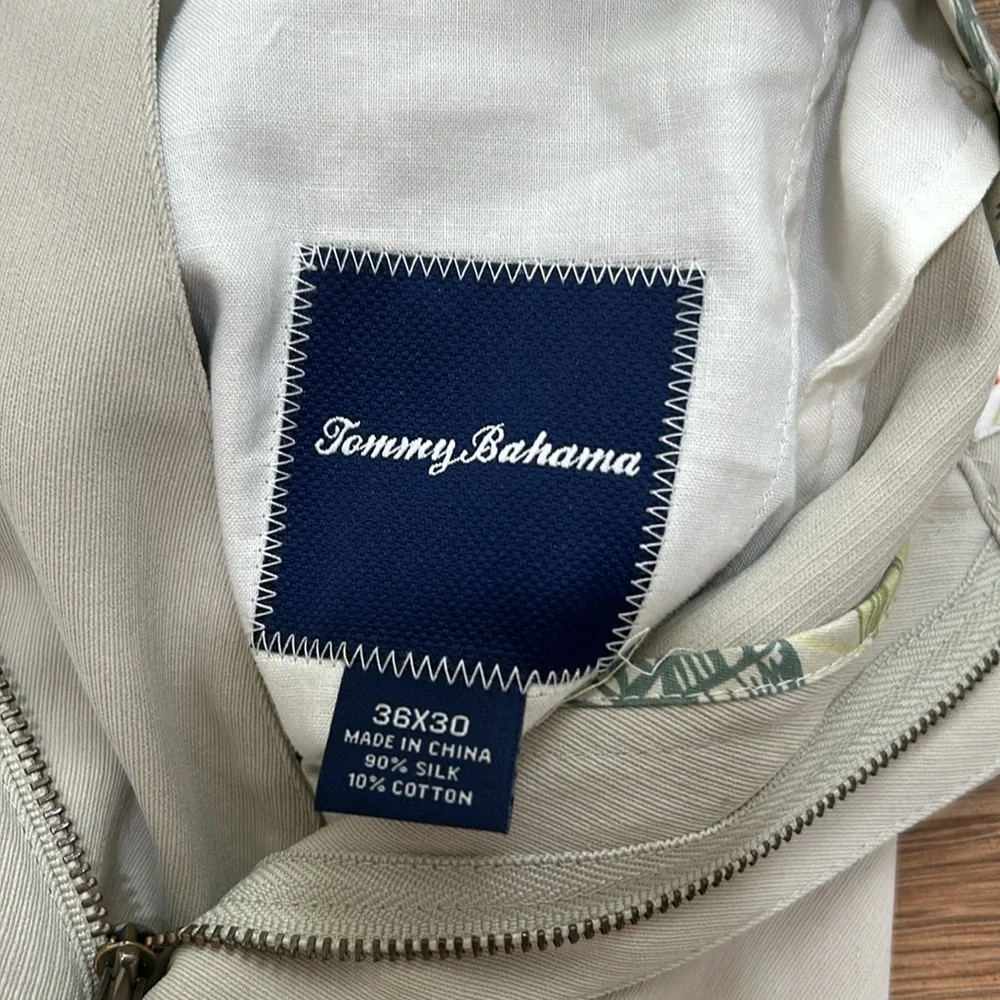 Tommy Bahama
36X30
MADE IN CHINA
90% SILK
10% COTTON